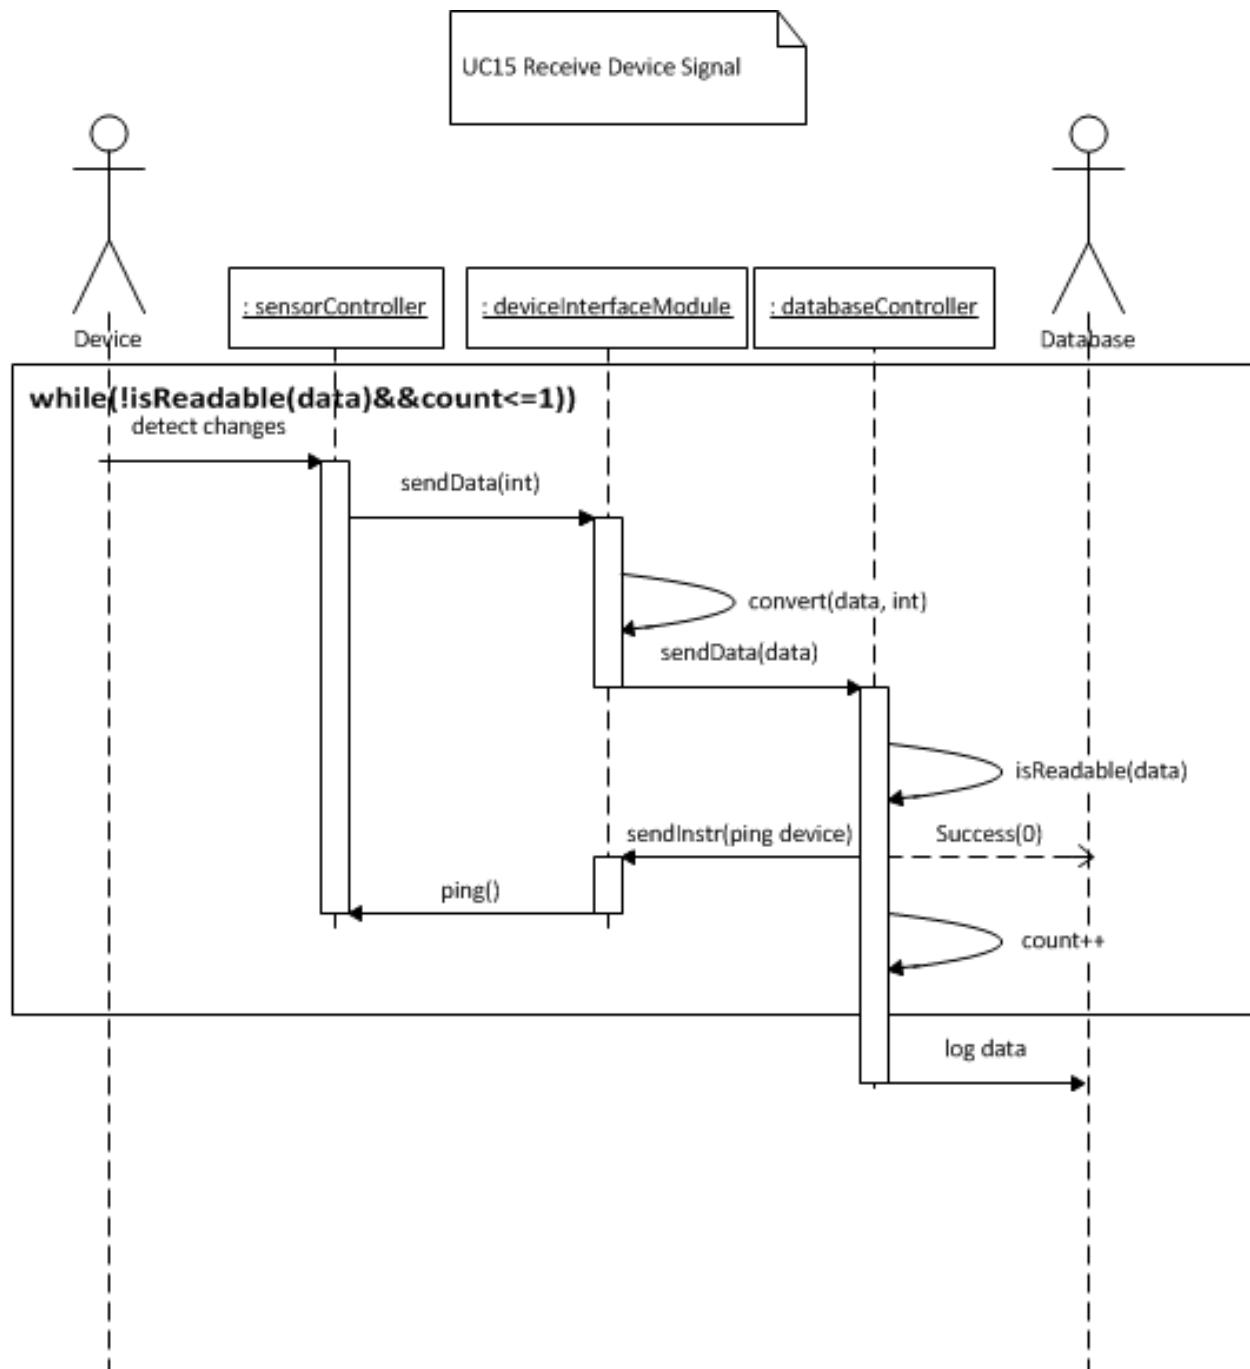 UC15 Receive Device Signal
Device
: sensorController
: deviceInterfaceModule
: databaseController
Database
while(!isReadable(data)&&count<=1))
detect changes
sendData(int)
convert(data, int)
sendData(data)
isReadable(data)
sendInstr(ping device)
Success(0)
ping()
count++
log data